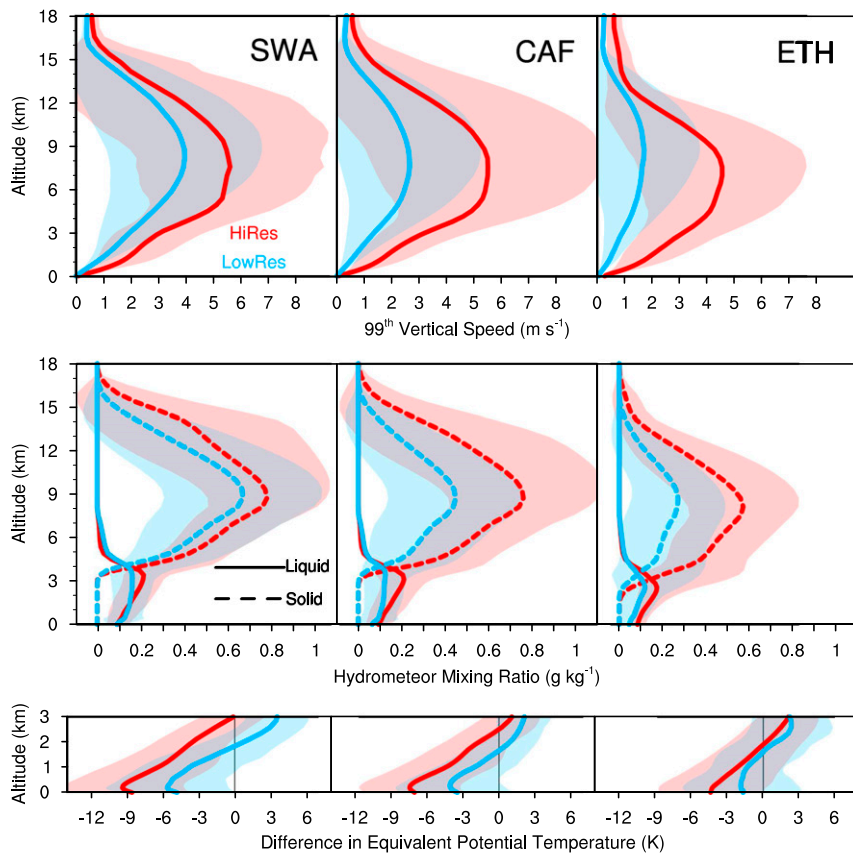 SWA CAF ETH
18
15
12
9
6
3
0
Altitude (km)
HiRes
LowRes
0 1 2 3 4 5 6 7 8 0 1 2 3 4 5 6 7 8 0 1 2 3 4 5 6 7 8
99th Vertical Speed (m s-1)
18
15
12
9
6
3
0
Altitude (km)
Liquid
Solid
0 0.2 0.4 0.6 0.8 1 0 0.2 0.4 0.6 0.8 1 0 0.2 0.4 0.6 0.8 1
Hydrometeor Mixing Ratio (g kg-1)
3
2
1
0
Altitude (km)
-12 -9 -6 -3 0 3 6 -12 -9 -6 -3 0 3 6 -12 -9 -6 -3 0 3 6
Difference in Equivalent Potential Temperature (K)